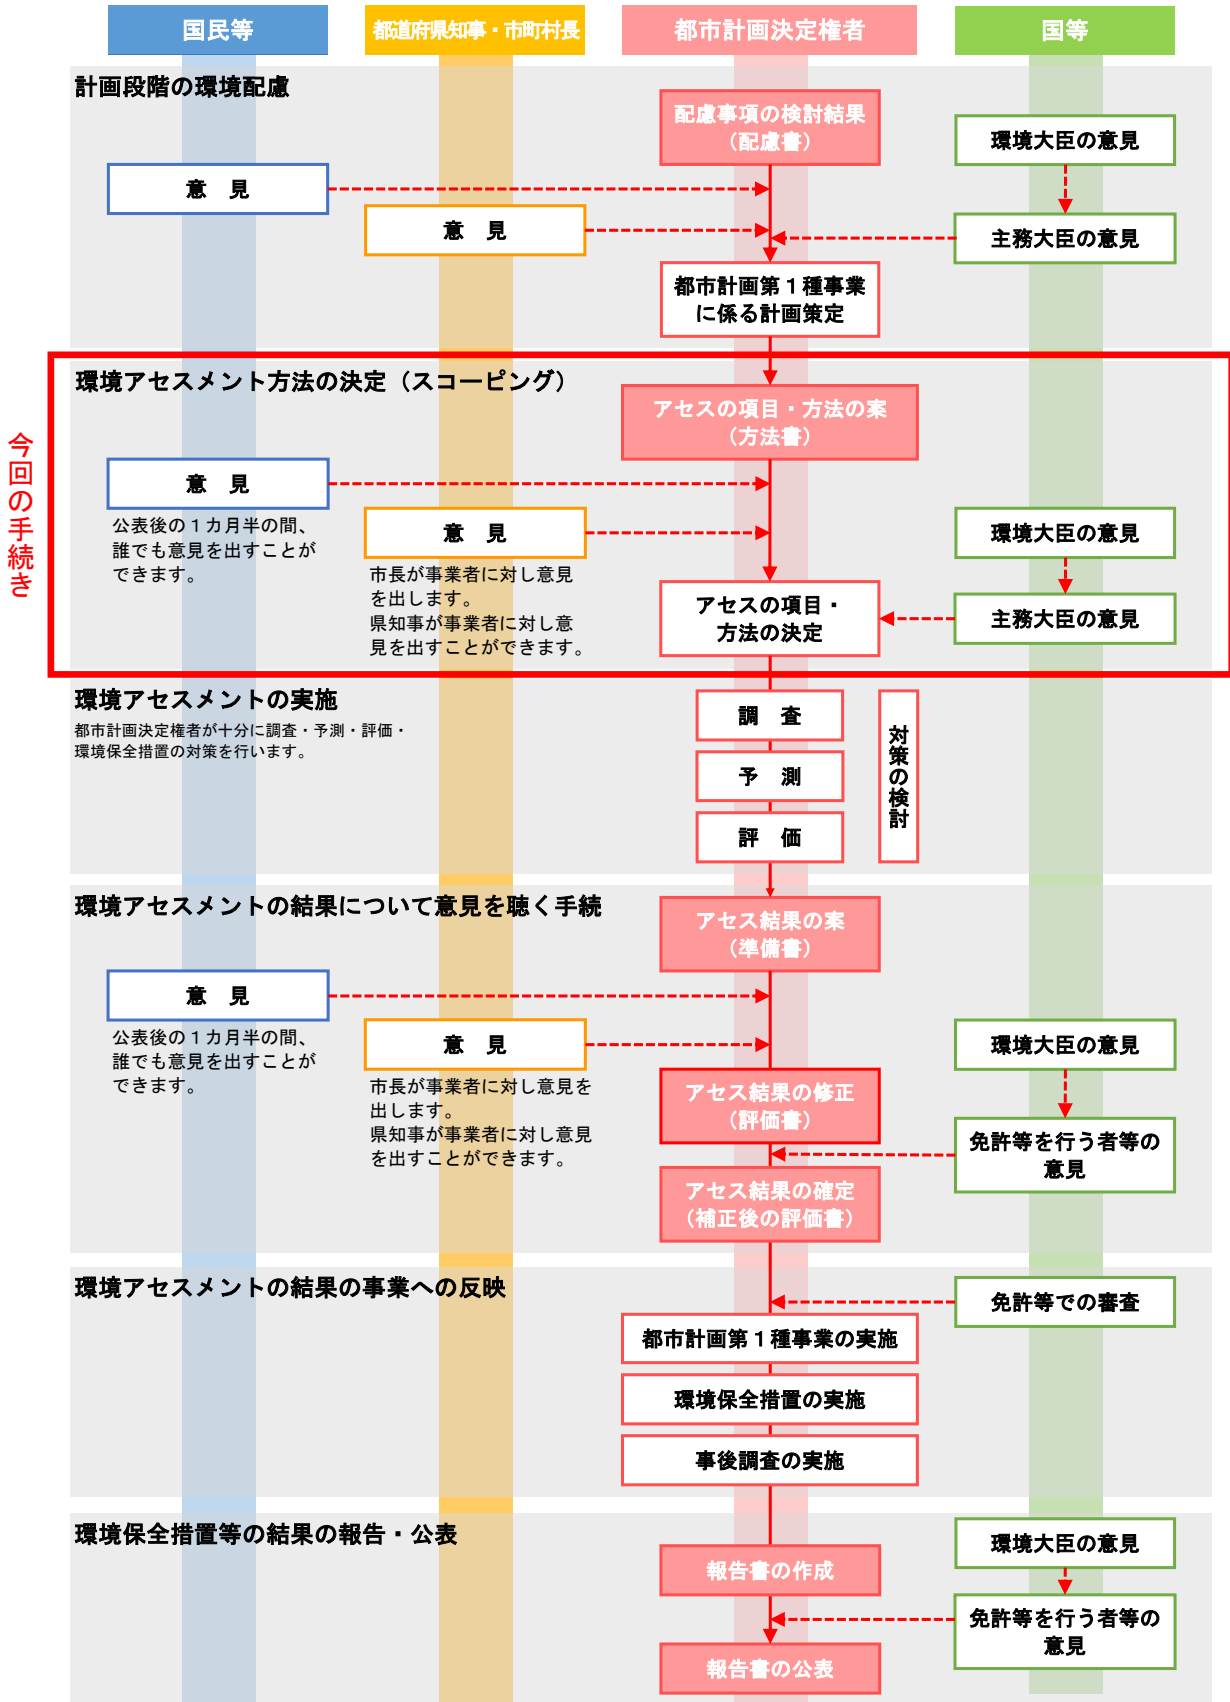 国民等
都道府県知事・市町村長
都市計画決定権者
国等
計画段階の環境配慮
配慮事項の検討結果
（配慮書）
環境大臣の意見
意　見
意　見
主務大臣の意見
都市計画第１種事業
に係る計画策定
今回の手続き
環境アセスメント方法の決定（スコーピング）
アセスの項目・方法の案
（方法書）
意　見
公表後の１カ月半の間、
誰でも意見を出すことが
できます。
意　見
市長が事業者に対し意見
を出します。
県知事が事業者に対し意
見を出すことができます。
環境大臣の意見
アセスの項目・
方法の決定
主務大臣の意見
環境アセスメントの実施
都市計画決定権者が十分に調査・予測・評価・
環境保全措置の対策を行います。
調　査
予　測
評　価
対策の検討
環境アセスメントの結果について意見を聴く手続
アセス結果の案
（準備書）
意　見
公表後の１カ月半の間、
誰でも意見を出すことが
できます。
意　見
市長が事業者に対し意見を
出します。
県知事が事業者に対し意見
を出すことができます。
環境大臣の意見
アセス結果の修正
（評価書）
免許等を行う者等の
意見
アセス結果の確定
（補正後の評価書）
環境アセスメントの結果の事業への反映
免許等での審査
都市計画第１種事業の実施
環境保全措置の実施
事後調査の実施
環境保全措置等の結果の報告・公表
環境大臣の意見
報告書の作成
免許等を行う者等の
意見
報告書の公表